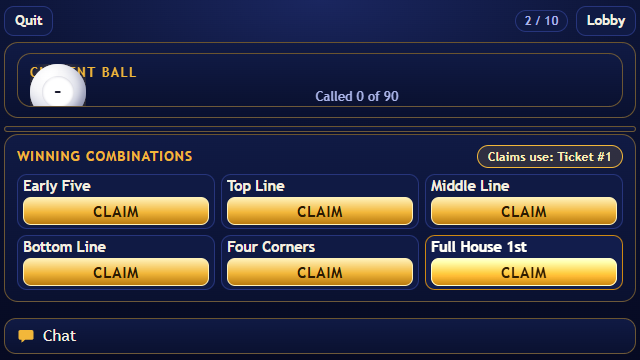 Quit
2 / 10
Lobby
CURRENT BALL
-
Called 0 of 90
WINNING COMBINATIONS
Claims use: Ticket #1
Early Five
Top Line
Middle Line
CLAIM
CLAIM
CLAIM
Bottom Line
Four Corners
Full House 1st
CLAIM
CLAIM
CLAIM
Chat